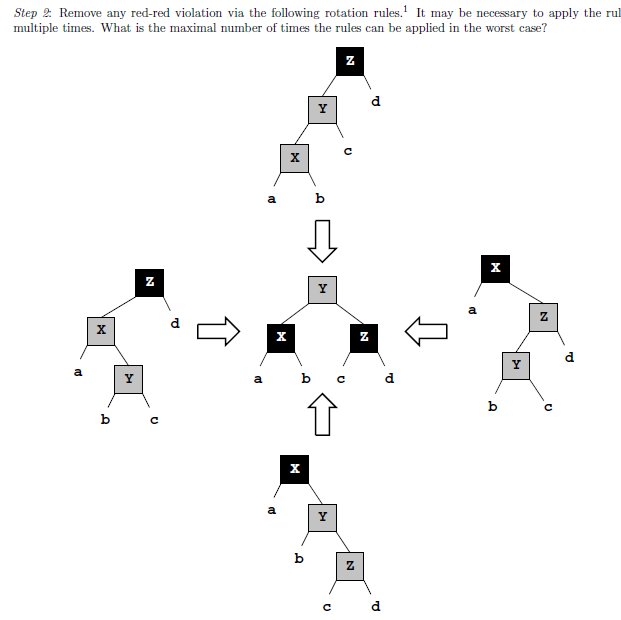 Step 2: Remove any red-red violation via the following rotation rules.1 It may be necessary to apply the rul
multiple times. What is the maximal number of times the rules can be applied in the worst case?
Z
Y
d
X
c
a
b
Z
X
d
a
Y
b
c
Y
X
Z
a
b
c
d
X
a
Z
Y
d
b
c
X
a
Y
b
Z
c
d